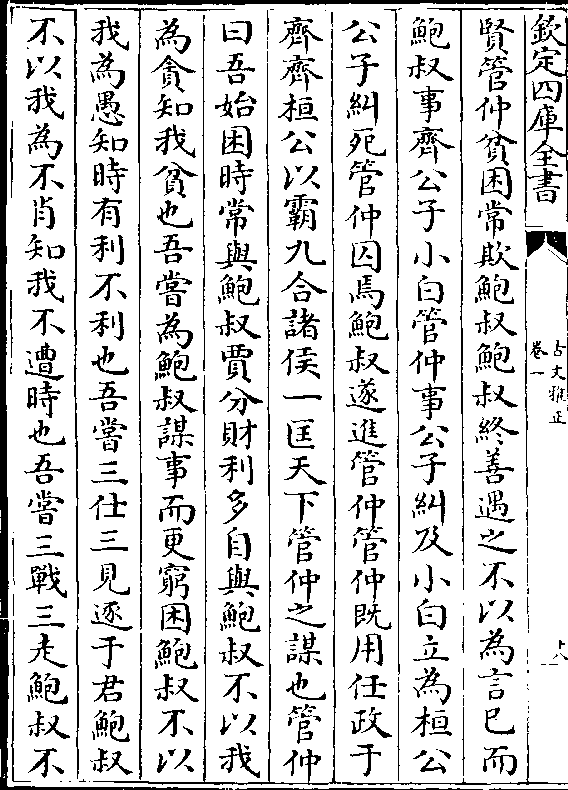 欽定四庫全書
古文雅正
卷一
賢管仲貧困常欺鮑叔鮑叔終善遇之不以為言已而
鮑叔事齊公子小白管仲事公子糾及小白立為桓公
公子糾死管仲囚焉鮑叔遂進管仲管仲既用任政于
齊齊桓公以霸九合諸侯一匡天下管仲之謀也管仲
曰吾始困時常與鮑叔賈分財利多自與鮑叔不以我
為貪知我貧也吾嘗為鮑叔謀事而更窮困鮑叔不以
我為愚知時有利不利也吾嘗三仕三見逐于君鮑叔
不以我為不肖知我不遭時也吾嘗三戰三走鮑叔不